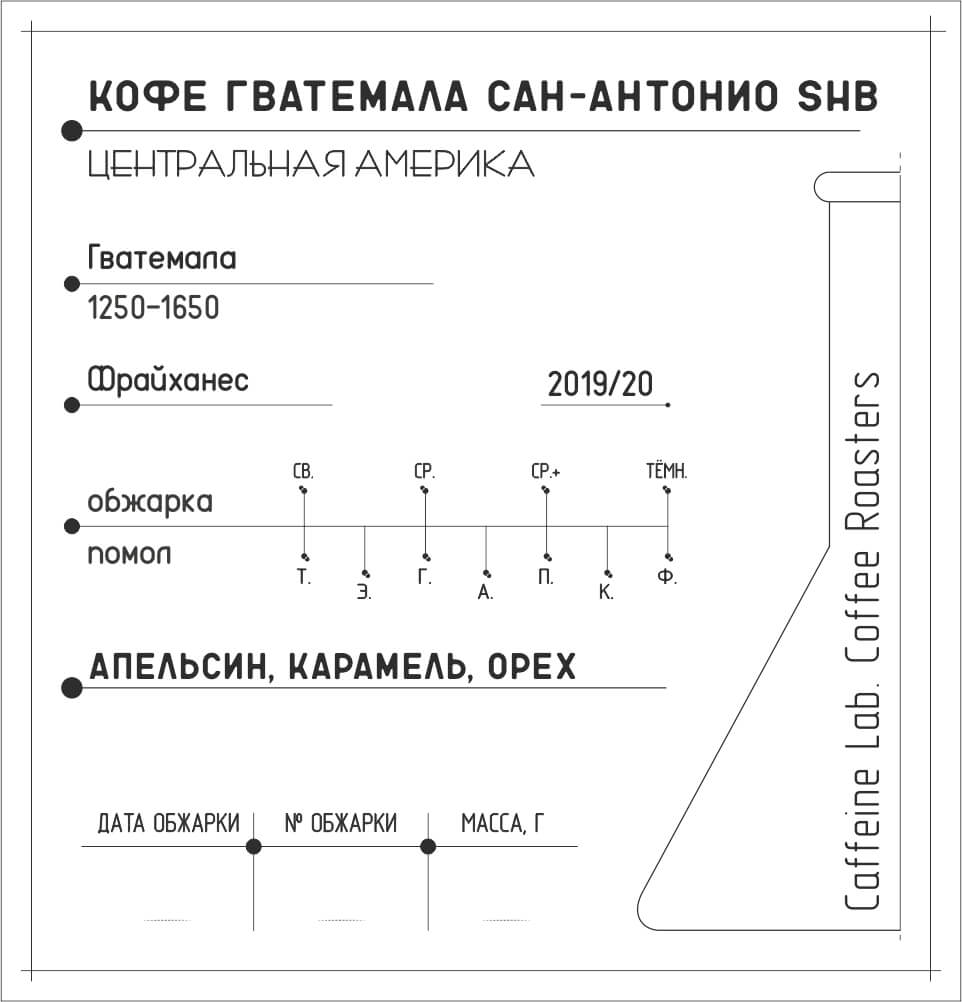 КОФЕ ГВАТЕМАЛА САН-АНТОНИО SHB
ЦЕНТРАЛЬНАЯ АМЕРИКА
Гватемала
1250-1650
Фрайханес
2019/20
СВ. СР. СР.+ ТЁМН.
обжарка
помол
Т. Э. Г. А. П. К. Ф.
АПЕЛЬСИН, КАРАМЕЛЬ, ОРЕХ
ДАТА ОБЖАРКИ № ОБЖАРКИ МАССА, Г
Caffeine Lab. Coffee Roasters